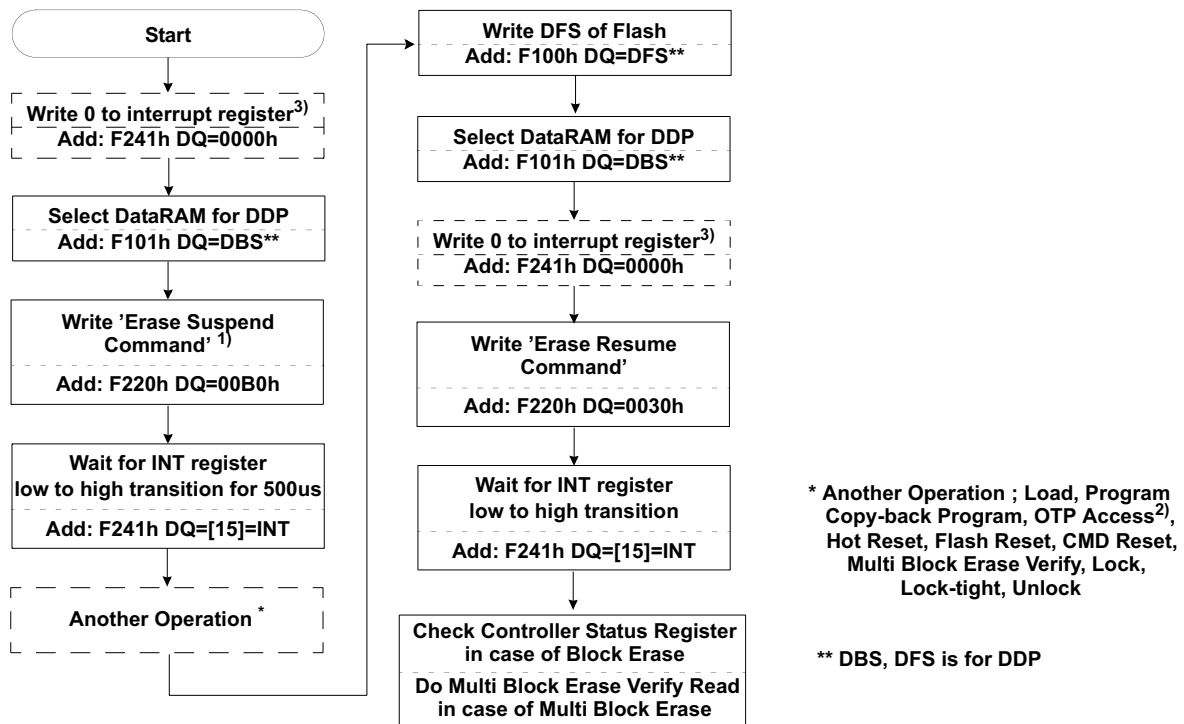 Start
Write 0 to interrupt register3)
Add: F241h DQ=0000h
Select DataRAM for DDP
Add: F101h DQ=DBS**
Write ’Erase Suspend
Command’ 1)
Add: F220h DQ=00B0h
Wait for INT register
low to high transition for 500us
Add: F241h DQ=[15]=INT
Another Operation *
Write DFS of Flash
Add: F100h DQ=DFS**
Select DataRAM for DDP
Add: F101h DQ=DBS**
Write 0 to interrupt register3)
Add: F241h DQ=0000h
Write ’Erase Resume
Command’
Add: F220h DQ=0030h
Wait for INT register
low to high transition
Add: F241h DQ=[15]=INT
Check Controller Status Register
in case of Block Erase
Do Multi Block Erase Verify Read
in case of Multi Block Erase
* Another Operation ; Load, Program
Copy-back Program, OTP Access2),
Hot Reset, Flash Reset, CMD Reset,
Multi Block Erase Verify, Lock,
Lock-tight, Unlock
** DBS, DFS is for DDP